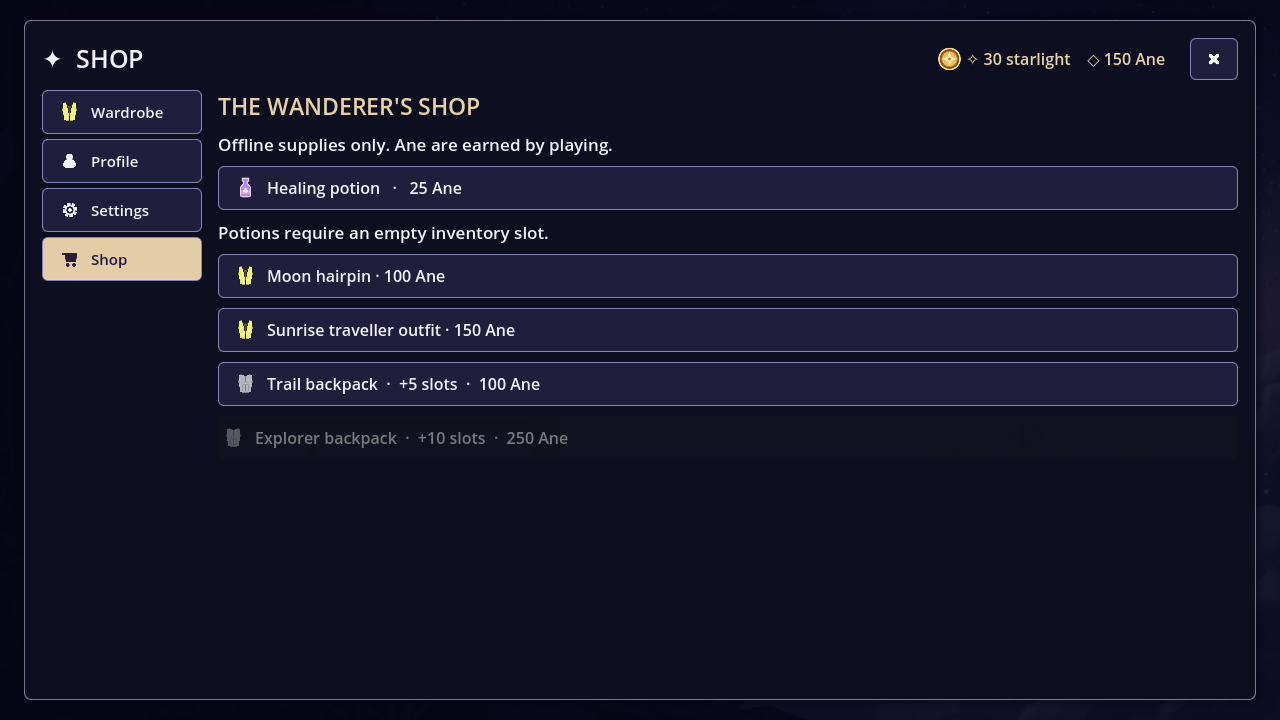 ✦ SHOP
✧ 30 starlight ◇ 150 Ane
Wardrobe
Profile
Settings
Shop
THE WANDERER'S SHOP
Offline supplies only. Ane are earned by playing.
Healing potion · 25 Ane
Potions require an empty inventory slot.
Moon hairpin · 100 Ane
Sunrise traveller outfit · 150 Ane
Trail backpack · +5 slots · 100 Ane
Explorer backpack · +10 slots · 250 Ane